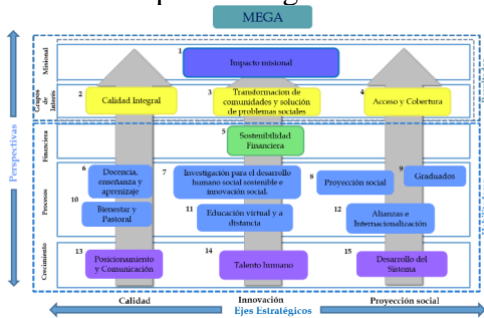 MEGA
Perspectivas
Misional
1
Impacto misional
Grupos
de
Interés
2
Calidad Integral
3
Transformación de
comunidades y solución
de problemas sociales
4
Acceso y Cobertura
Financiera
5
Sostenibilidad
Financiera
Procesos
6
Docencia,
enseñanza y
aprendizaje
7
Investigación para el desarrollo
humano social sostenible e
innovación social.
8
Proyección social
9
Graduados
10
Bienestar y
Pastoral
11
Educación virtual y a
distancia
12
Alianzas e
Internacionalización
Crecimiento
13
Posicionamiento
y Comunicación
14
Talento humano
15
Desarrollo del
Sistema
Calidad
Innovación
Proyección social
Ejes Estratégicos